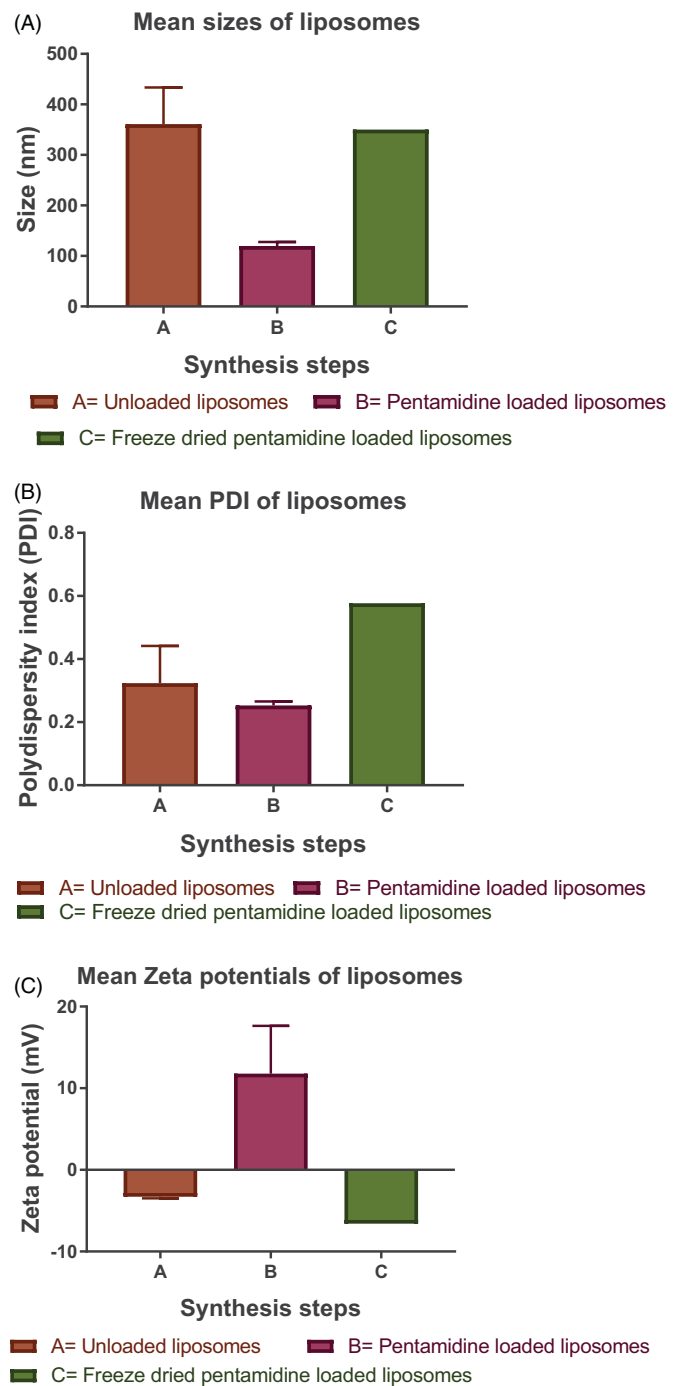 (A)
Mean sizes of liposomes
Size (nm)
500
400
300
200
100
0
A B C
Synthesis steps
A= Unloaded liposomes B= Pentamidine loaded liposomes
C= Freeze dried pentamidine loaded liposomes
(B)
Mean PDI of liposomes
Polydispersity index (PDI)
0.8
0.6
0.4
0.2
0.0
A B C
Synthesis steps
A= Unloaded liposomes B= Pentamidine loaded liposomes
C= Freeze dried pentamidine loaded liposomes
(C)
Mean Zeta potentials of liposomes
Zeta potential (mV)
20
10
0
-10
A B C
Synthesis steps
A= Unloaded liposomes B= Pentamidine loaded liposomes
C= Freeze dried pentamidine loaded liposomes